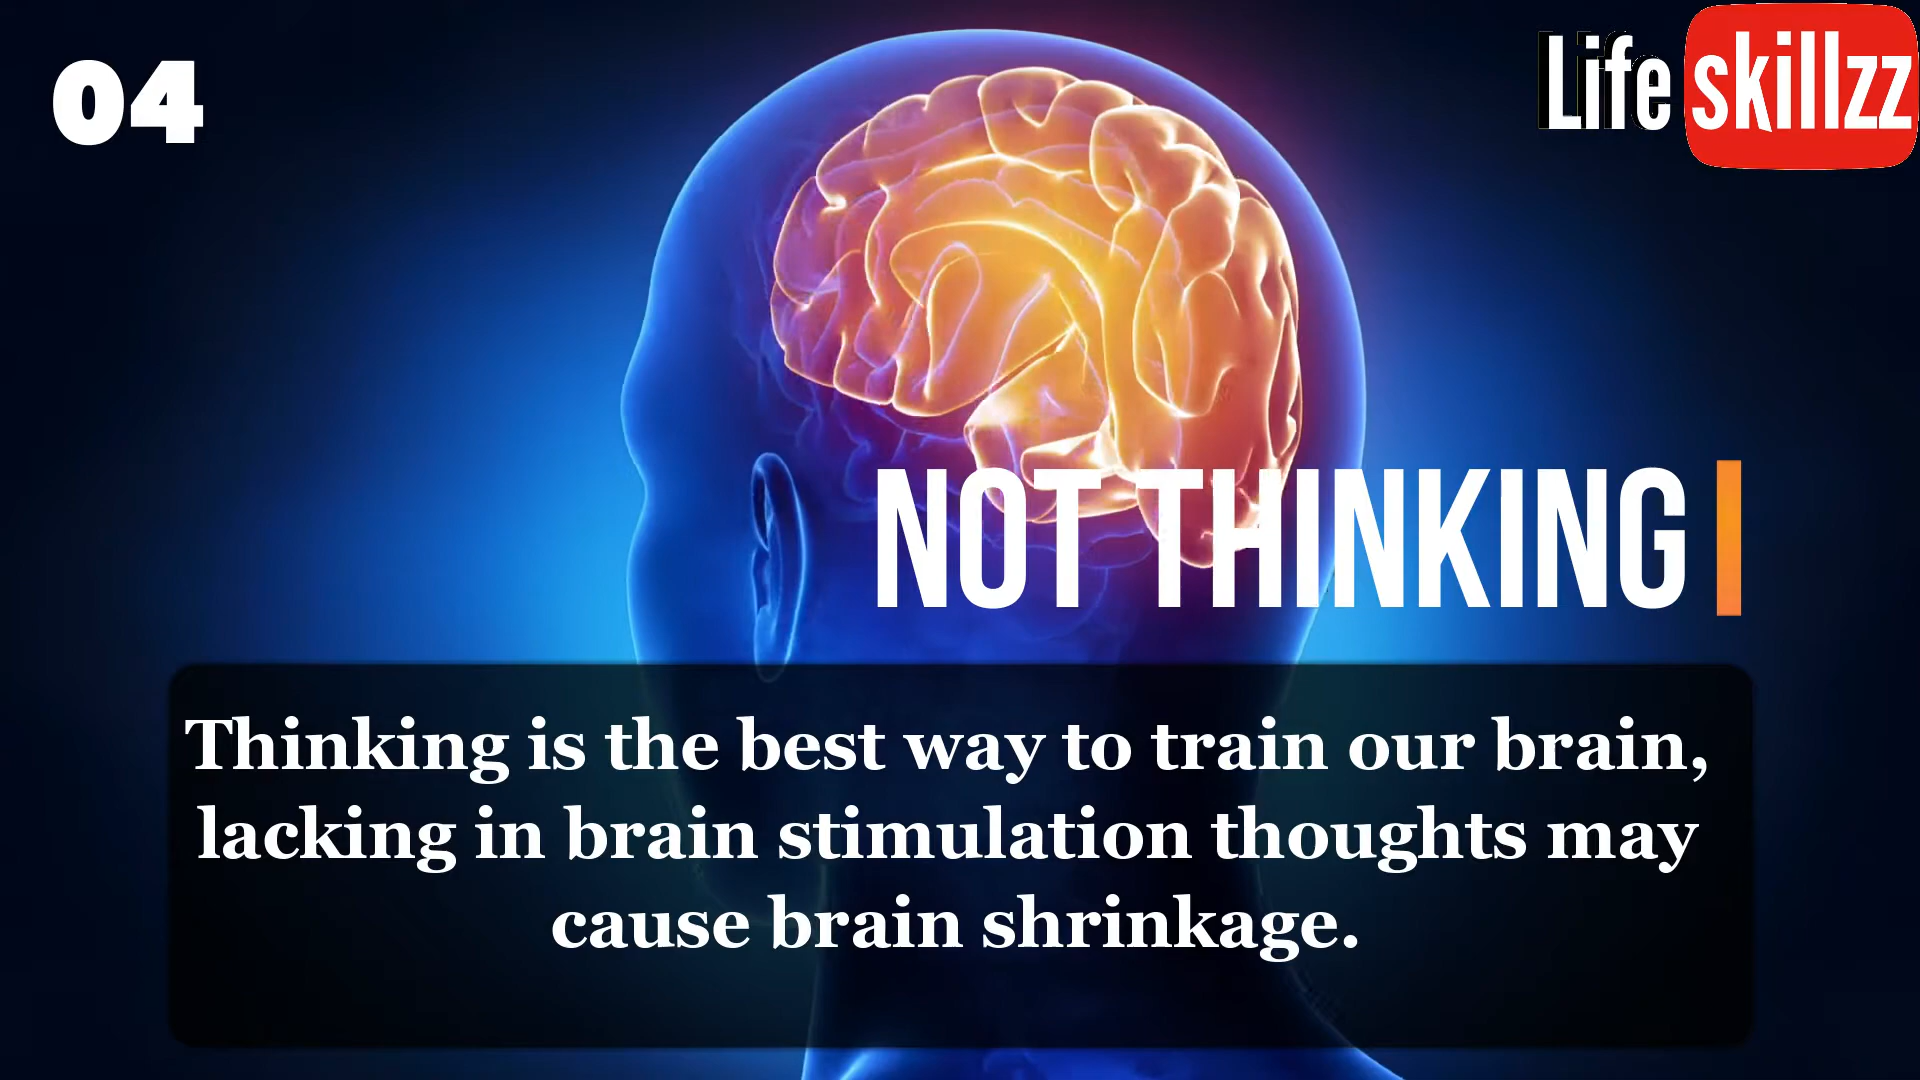 04
Life skillzz
NOT THINKING
Thinking is the best way to train our brain,
lacking in brain stimulation thoughts may
cause brain shrinkage.